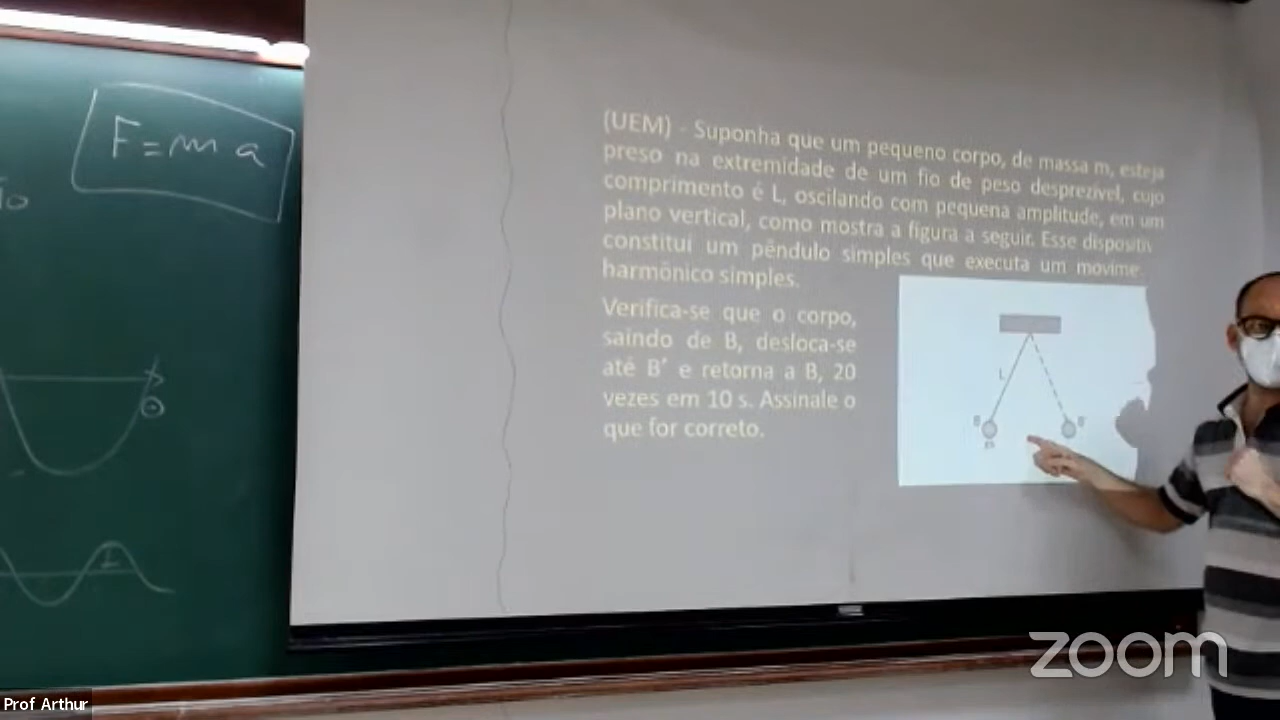 F = m a
ão
(UEM) - Suponha que um pequeno corpo, de massa m, esteja
preso na extremidade de um fio de peso desprezível, cujo
comprimento é L, oscilando com pequena amplitude, em um
plano vertical, como mostra a figura a seguir. Esse dispositiv
constitui um pêndulo simples que executa um movime
harmônico simples.
Verifica-se que o corpo,
saindo de B, desloca-se
até B’ e retorna a B, 20
vezes em 10 s. Assinale o
que for correto.
L
B
B'
m
zoom
Prof Arthur